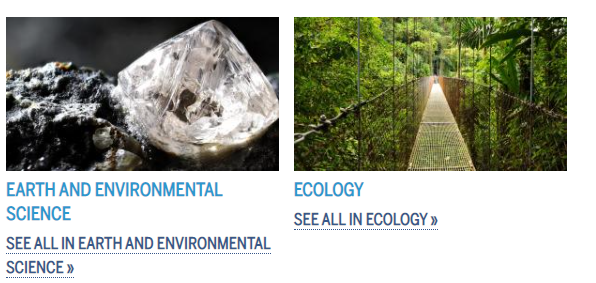 EARTH AND ENVIRONMENTAL
SCIENCE
SEE ALL IN EARTH AND ENVIRONMENTAL
SCIENCE »
ECOLOGY
SEE ALL IN ECOLOGY »